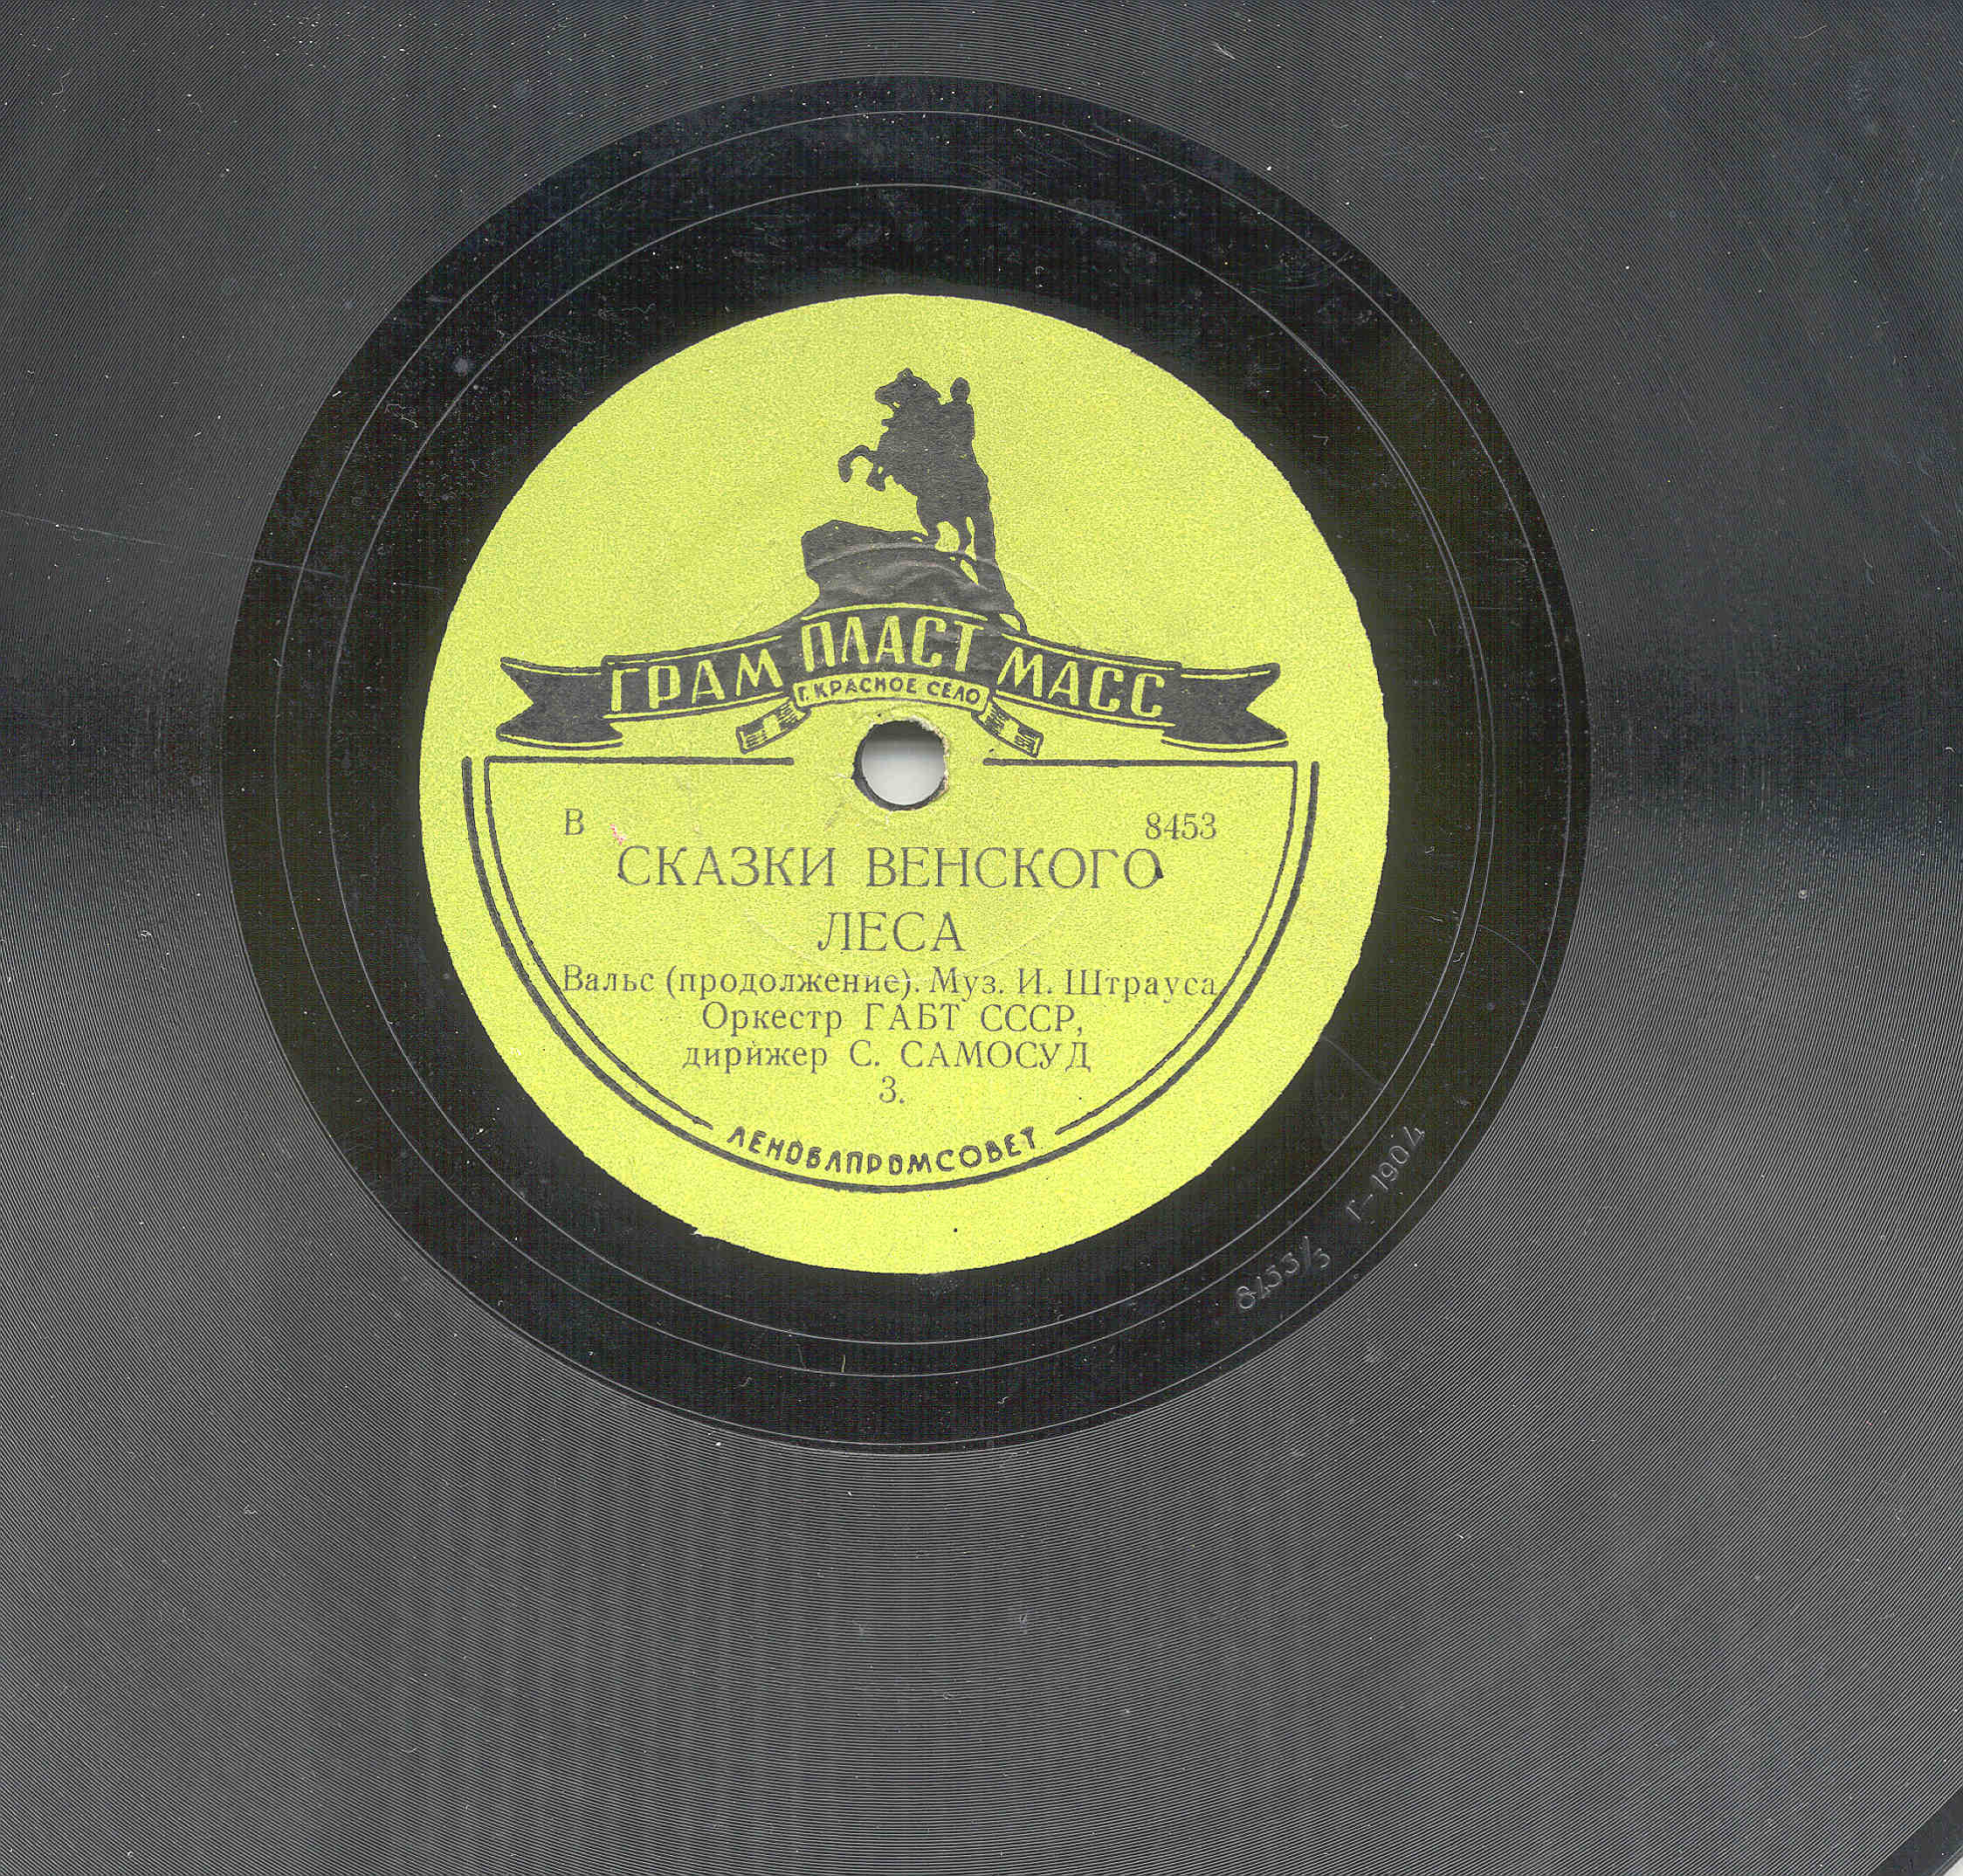 ГРАМ ПЛАСТ МАСС
Г. КРАСНОЕ СЕЛО
В 8453
СКАЗКИ ВЕНСКОГО
ЛЕСА
Вальс (продолжение). Муз. И. Штрауса
Оркестр ГАБТ СССР,
дирижер С. САМОСУД
3.
ЛЕНОБЛПРОМСОВЕТ
8453/3 Г-1904